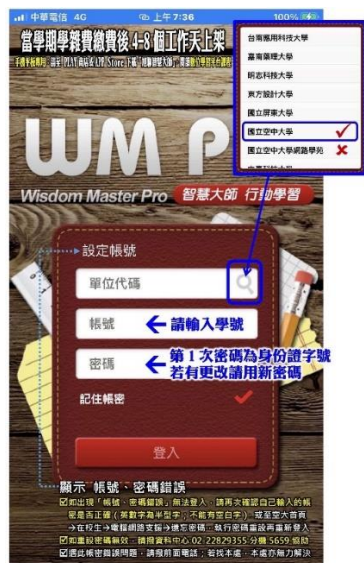 中華電信 4G 上午7:36 100%
當學期學雜費繳費後4-8個工作天上架
台南應用科技大學
嘉南藥理大學
明志科技大學
東方設計大學
國立屏東大學
國立空中大學
國立空中大學網路學苑
WM P
Wisdom Master Pro 智慧大師 行動學習
設定帳號
單位代碼
帳號 請輸入學號
密碼 第1次密碼為身份證字號
若有更改請用新密碼
記住帳密
登入
顯示 帳號、密碼錯誤
如出現「帳號、密碼錯誤」無法登入，請再次確認自己輸入的帳
密是否正確（英數字為半型字；不能有空白字）或至空大首頁
→在校生→電腦網路支援→遺忘密碼：執行密碼重設再重新登入
如重設密碼無效，請撥資料中心：22829355.分機 5659.協助
選此帳密錯誤問題，請撥前面電話；若找本處，本處亦無力解決